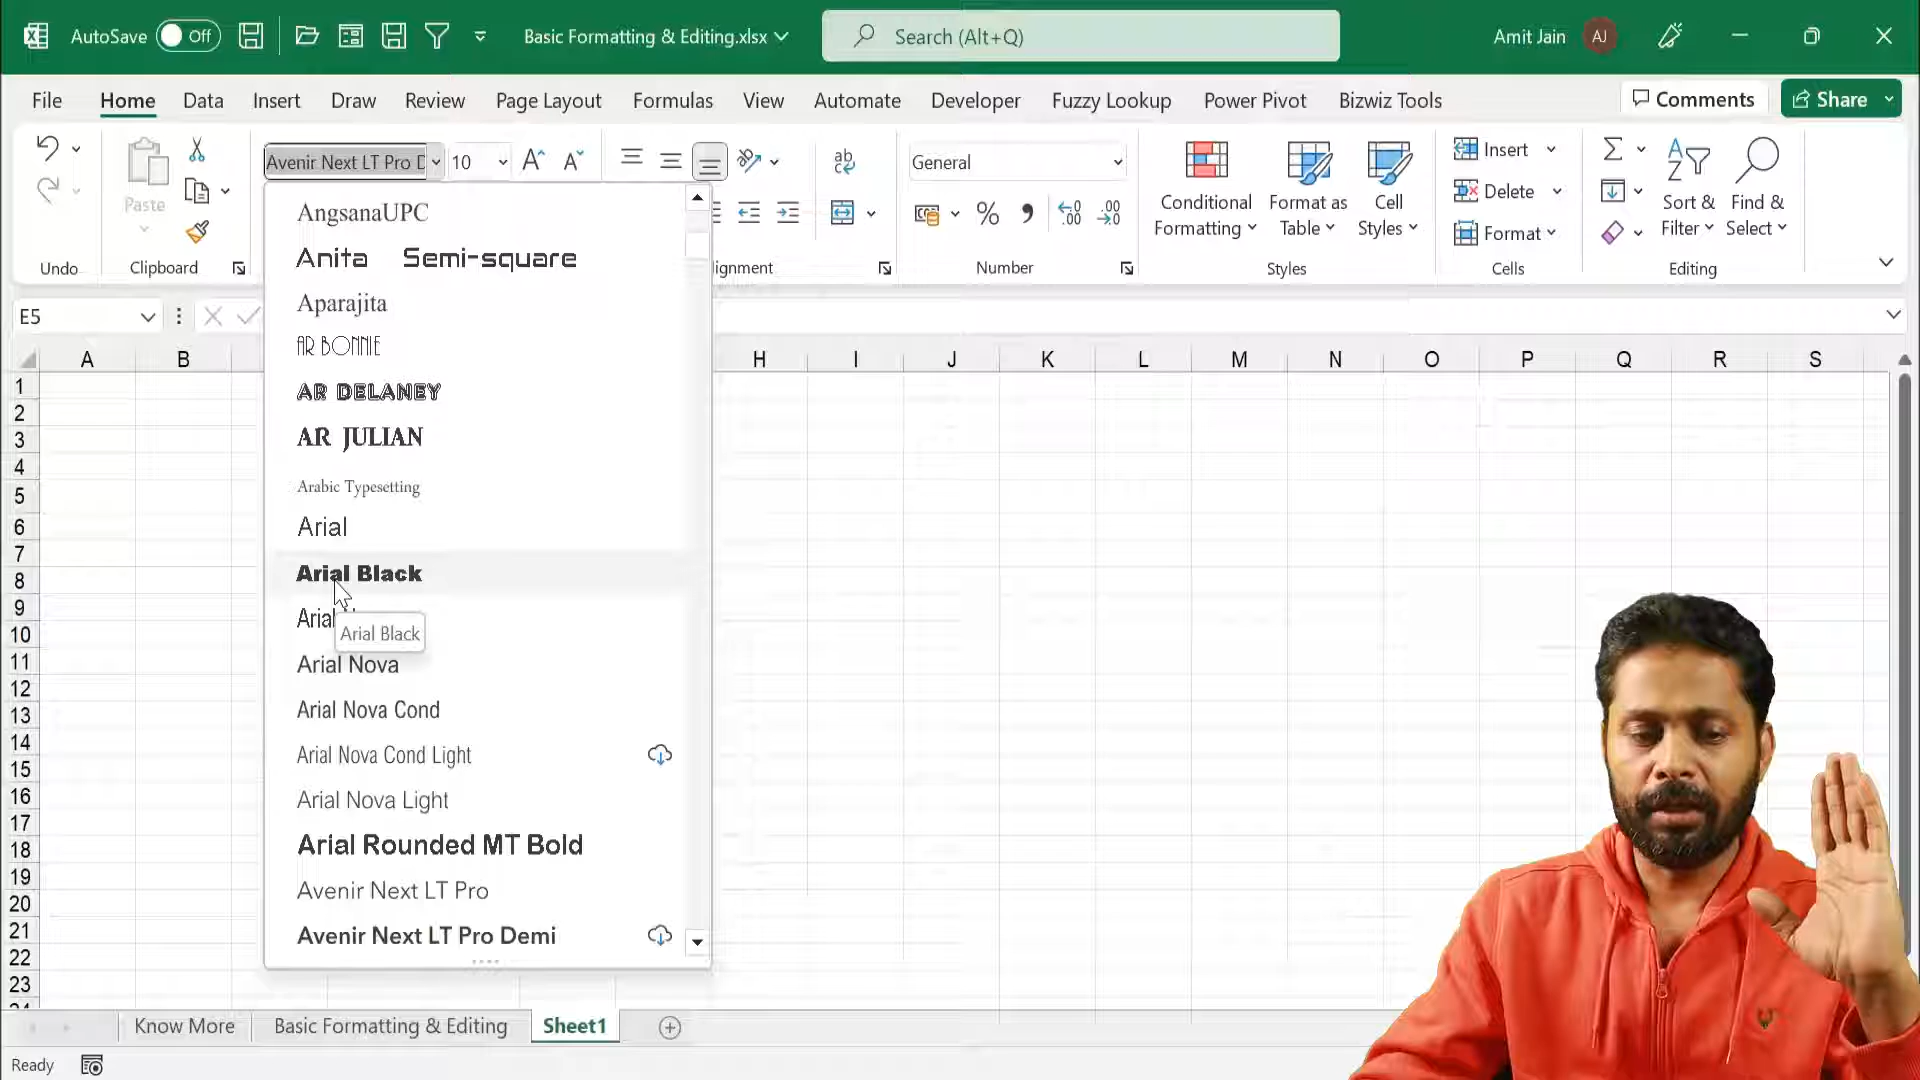 AutoSave Off
Basic Formatting & Editing.xlsx
Search (Alt+Q)
Amit Jain AJ
File Home Data Insert Draw Review Page Layout Formulas View Automate Developer Fuzzy Lookup Power Pivot Bizwiz Tools Comments Share
Avenir Next LT Pro D 10
General
Paste
Conditional Formatting
Format as Table
Cell Styles
Insert
Delete
Format
Sort & Filter
Find & Select
Undo Clipboard lignment Number Styles Cells Editing
E5
A B H I J K L M N O P Q R S
AngsanaUPC
Anita Semi-square
Aparajita
AR BONNIE
AR DELANEY
AR JULIAN
Arabic Typesetting
Arial
Arial Black
Arial
Arial Black
Arial Nova
Arial Nova Cond
Arial Nova Cond Light
Arial Nova Light
Arial Rounded MT Bold
Avenir Next LT Pro
Avenir Next LT Pro Demi
1
2
3
4
5
6
7
8
9
10
11
12
13
14
15
16
17
18
19
20
21
22
23
Know More Basic Formatting & Editing Sheet1
Ready